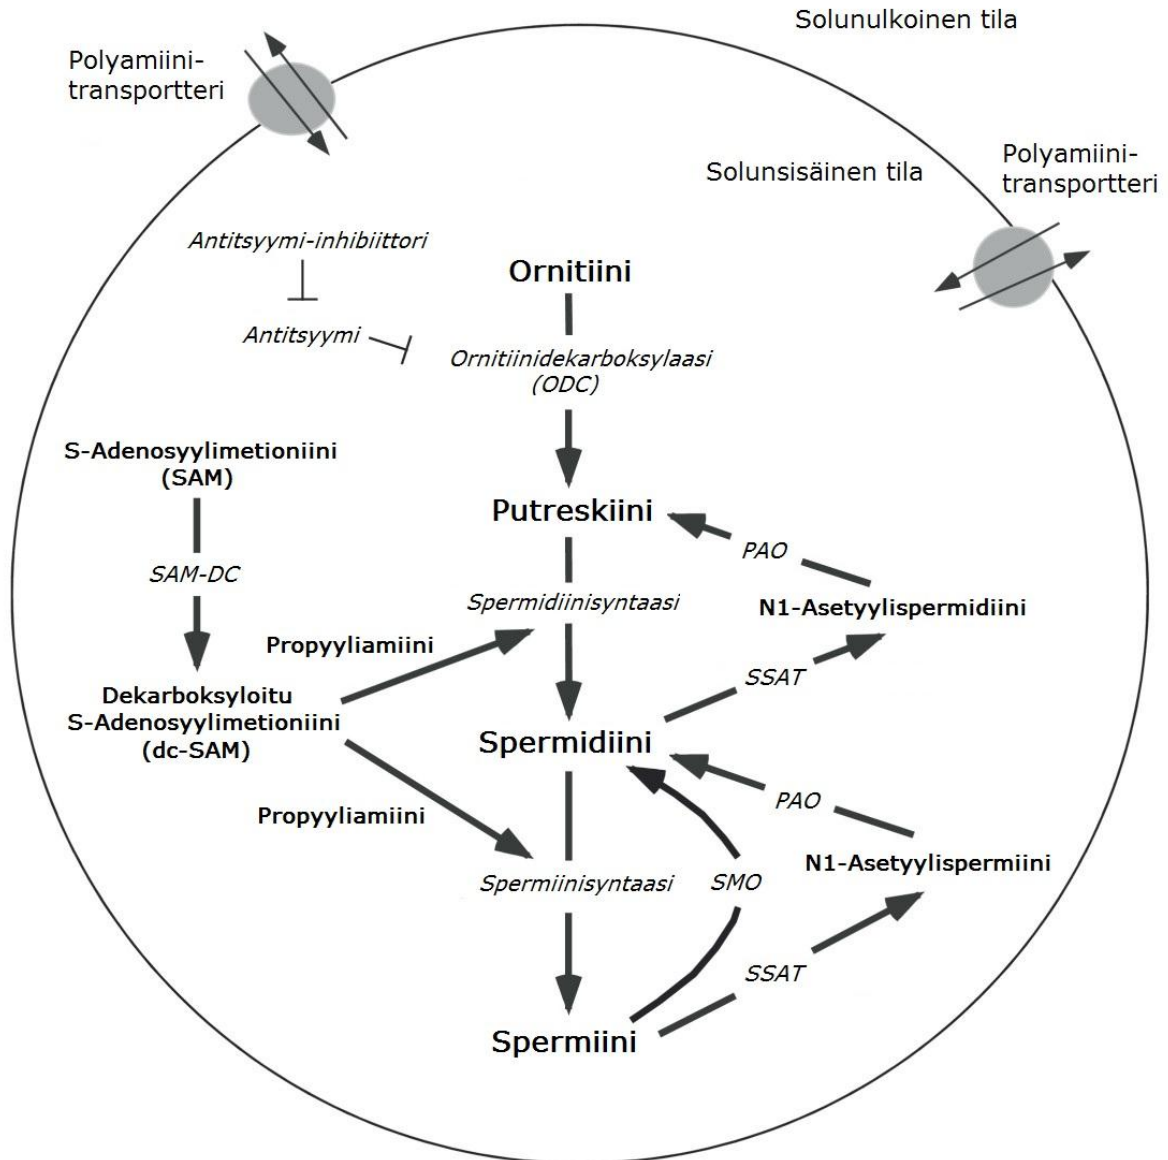 Solunulkoinen tila
Polyamiini-
transportteri
Polyamiini-
transportteri
Solunsisäinen tila
Antitsyymi-inhibiittori
Ornitiini
Antitsyymi
Ornitiinidekarboksylaasi
(ODC)
S-Adenosyylimetioniini
(SAM)
Putreskiini
PAO
SAM-DC
Spermidiinisyntaasi
N1-Asetyylispermidiini
Propyyliamiini
SSAT
Dekarboksyloitu
S-Adenosyylimetioniini
(dc-SAM)
Spermidiini
PAO
Propyyliamiini
N1-Asetyylispermiini
Spermiinisyntaasi
SMO
SSAT
Spermiini